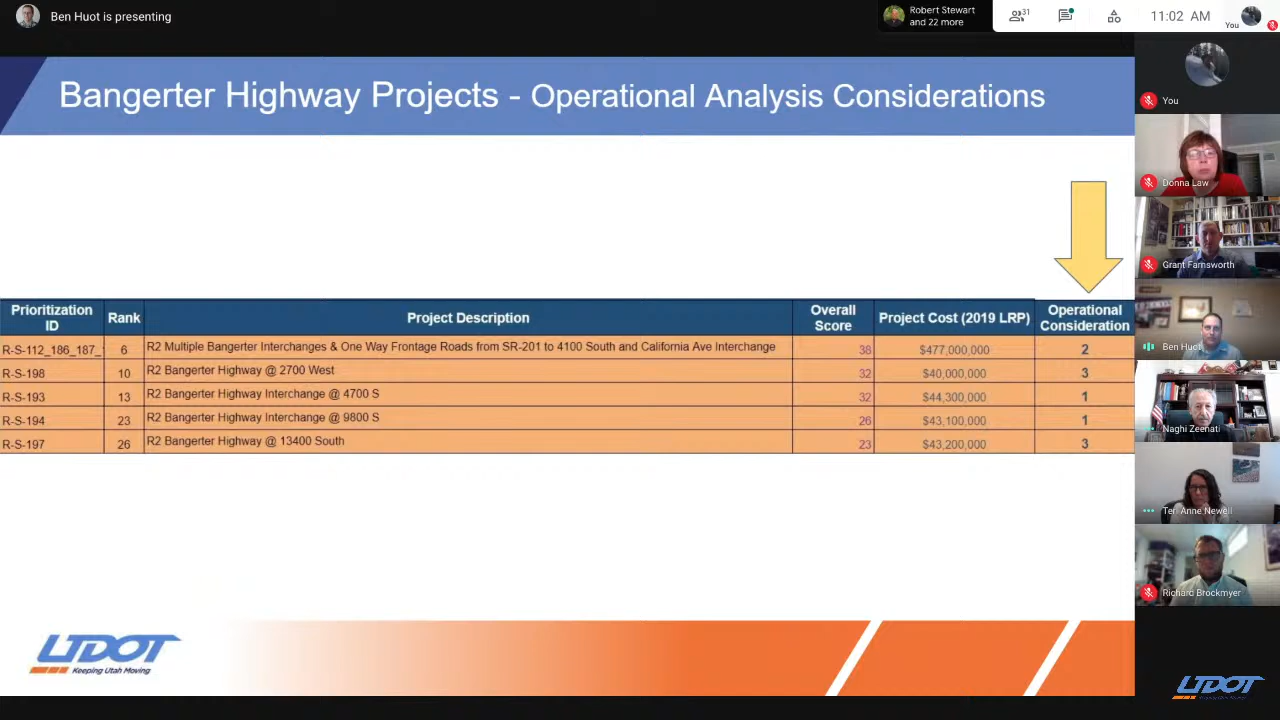 Ben Huot is presenting
Robert Stewart
and 22 more
31
11:02 AM
You
Bangerter Highway Projects - Operational Analysis Considerations
Prioritization ID Rank Project Description Overall Score Project Cost (2019 LRP) Operational Consideration
R-S-112_186_187_ 6 R2 Multiple Bangerter Interchanges & One Way Frontage Roads from SR-201 to 4100 South and California Ave Interchange 38 $477,000,000 2
R-S-198 10 R2 Bangerter Highway @ 2700 West 32 $40,000,000 3
R-S-193 13 R2 Bangerter Highway Interchange @ 4700 S 32 $44,300,000 1
R-S-194 23 R2 Bangerter Highway Interchange @ 9800 S 26 $43,100,000 1
R-S-197 26 R2 Bangerter Highway @ 13400 South 23 $43,200,000 3
UDOT
Keeping Utah Moving
You
Donna Law
Grant Farnsworth
Ben Huot
Naghi Zeenati
Teri Anne Newell
Richard Brockmyer
UDOT